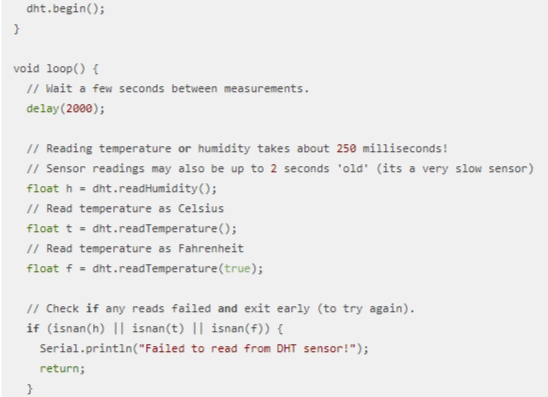 dht.begin();
}
void loop() {
// Wait a few seconds between measurements.
delay(2000);
// Reading temperature or humidity takes about 250 milliseconds!
// Sensor readings may also be up to 2 seconds 'old' (its a very slow sensor)
float h = dht.readHumidity();
// Read temperature as Celsius
float t = dht.readTemperature();
// Read temperature as Fahrenheit
float f = dht.readTemperature(true);
// Check if any reads failed and exit early (to try again).
if (isnan(h) || isnan(t) || isnan(f)) {
Serial.println("Failed to read from DHT sensor!");
return;
}